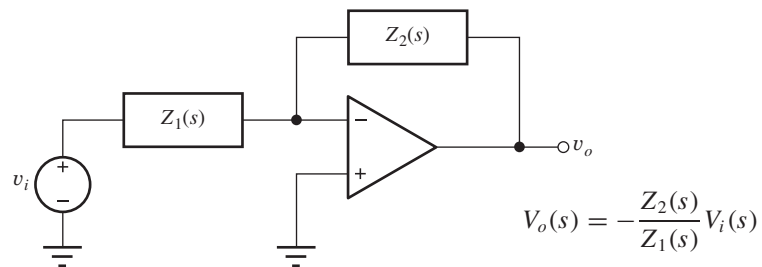 Z₂(s)
Z₁(s)
−
+
vᵢ
+
−
vₒ
Vₒ(s) = −Z₂(s)/Z₁(s) Vᵢ(s)